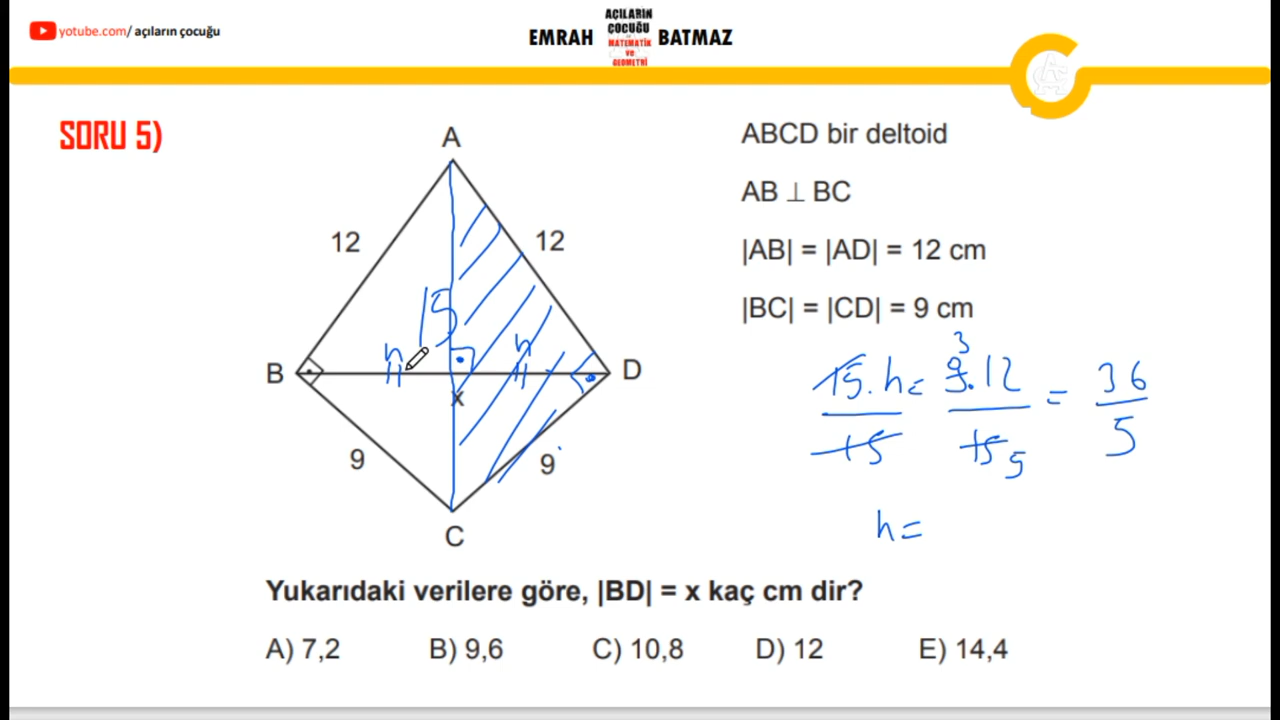 yotube.com/ açıların çocuğu
EMRAH
AÇILARIN
ÇOCUĞU
MATEMATİK
VE
GEOMETRİ
BATMAZ
SORU 5)
A
12
12
15
h
h
B
D
x
9
9
C
ABCD bir deltoid
AB ⊥ BC
|AB| = |AD| = 12 cm
|BC| = |CD| = 9 cm
15.h = 9.12 = 36
15 15 5
3
5
h =
Yukarıdaki verilere göre, |BD| = x kaç cm dir?
A) 7,2 B) 9,6 C) 10,8 D) 12 E) 14,4